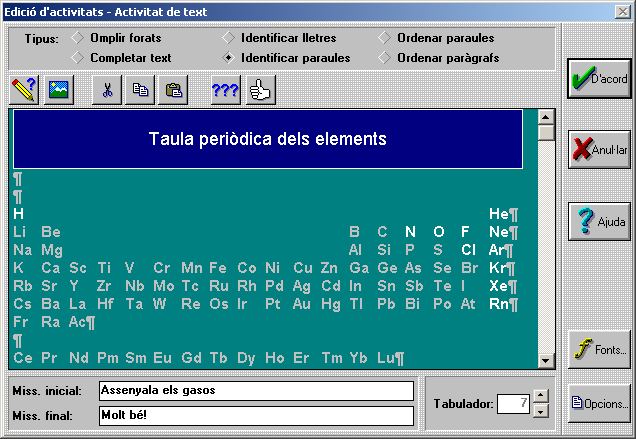 Edició d'activitats - Activitat de text
Tipus: Omplir forats Identificar lletres Ordenar paraules
Completar text Identificar paraules Ordenar paràgrafs
D'acord
???
Taula periòdica dels elements
Anul·lar
¶
¶
H He¶
Ajuda
Li Be B C N O F Ne¶
Na Mg Al Si P S Cl Ar¶
K Ca Sc Ti V Cr Mn Fe Co Ni Cu Zn Ga Ge As Se Br Kr¶
Rb Sr Y Zr Nb Mo Tc Ru Rh Pd Ag Cd In Sn Sb Te I Xe¶
Cs Ba La Hf Ta W Re Os Ir Pt Au Hg Tl Pb Bi Po At Rn¶
Fr Ra Ac¶
¶
Ce Pr Nd Pm Sm Eu Gd Tb Dy Ho Er Tm Yb Lu¶
Fonts...
Miss. inicial: Assenyala els gasos
Miss. final: Molt bé!
Tabulador: 7
Opcions...